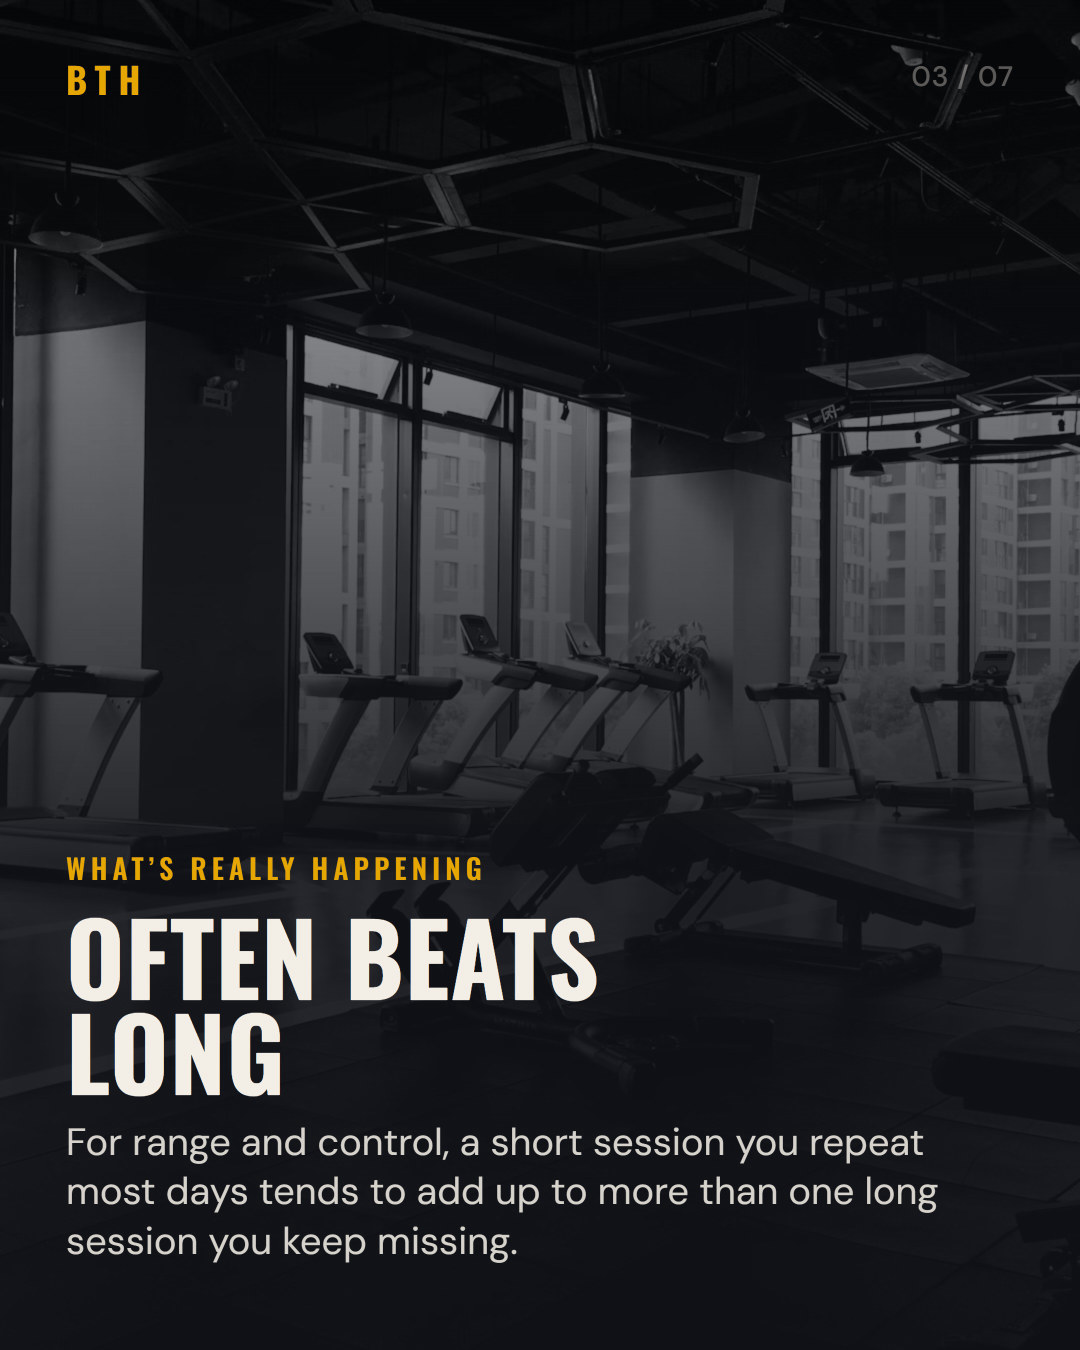 BTH
03 / 07
WHAT’S REALLY HAPPENING
OFTEN BEATS
LONG
For range and control, a short session you repeat
most days tends to add up to more than one long
session you keep missing.